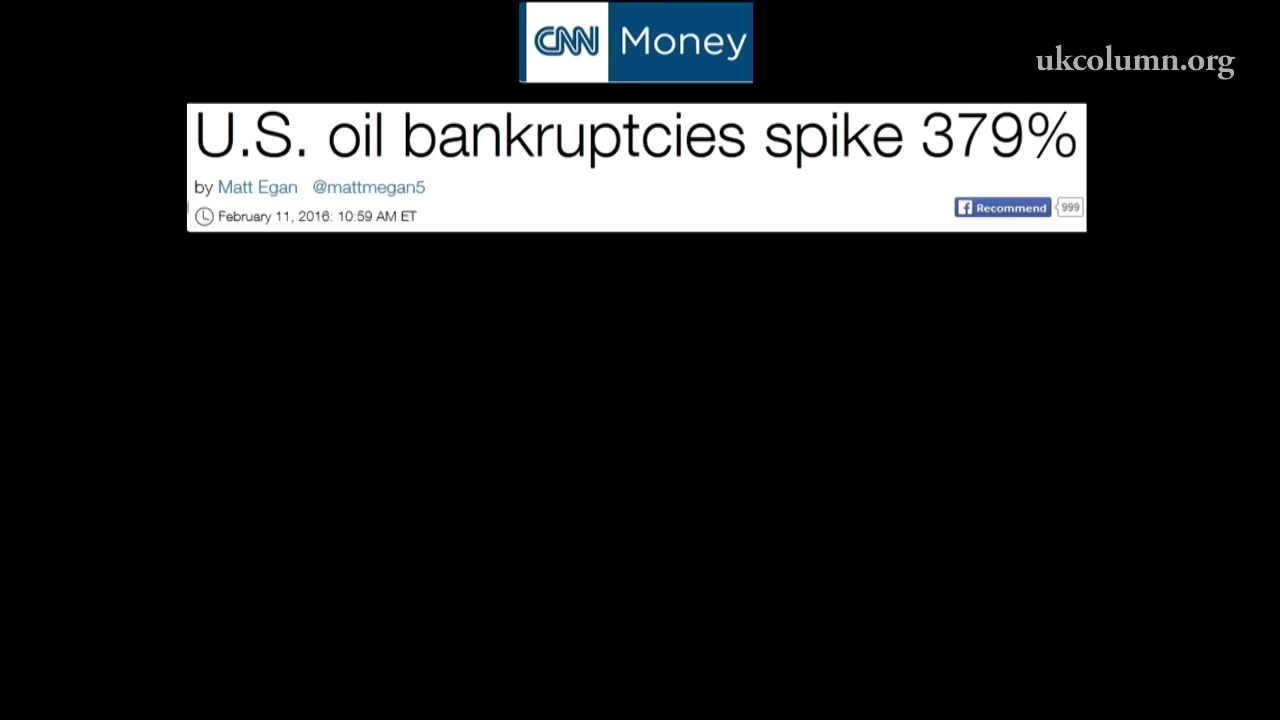 CNN Money
ukcolumn.org
U.S. oil bankruptcies spike 379%
by Matt Egan @mattmegan5
February 11, 2016: 10:59 AM ET
Recommend 999